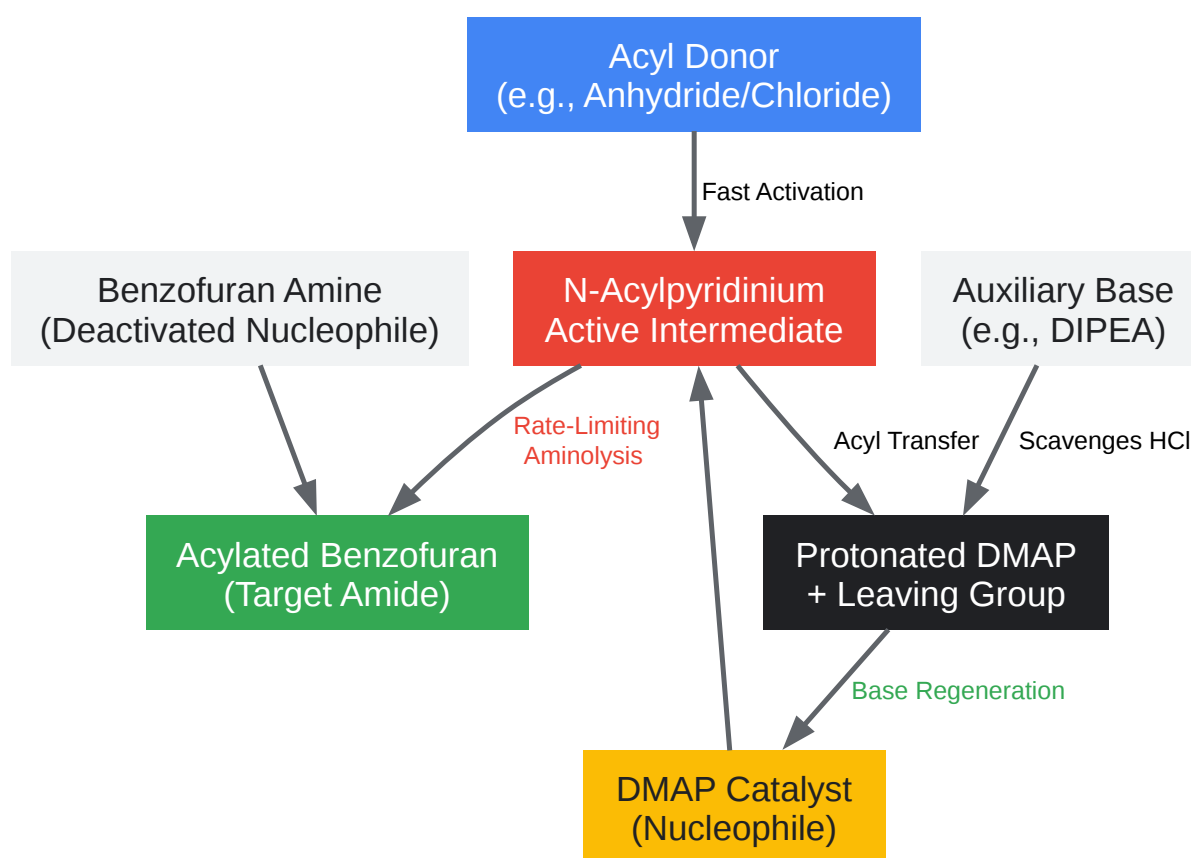 Acyl Donor
(e.g., Anhydride/Chloride)
Fast Activation
Benzofuran Amine
(Deactivated Nucleophile)
N-Acylpyridinium
Active Intermediate
Auxiliary Base
(e.g., DIPEA)
Rate-Limiting
Aminolysis
Acyl Transfer
Scavenges HCl
Acylated Benzofuran
(Target Amide)
Protonated DMAP
+ Leaving Group
Base Regeneration
DMAP Catalyst
(Nucleophile)